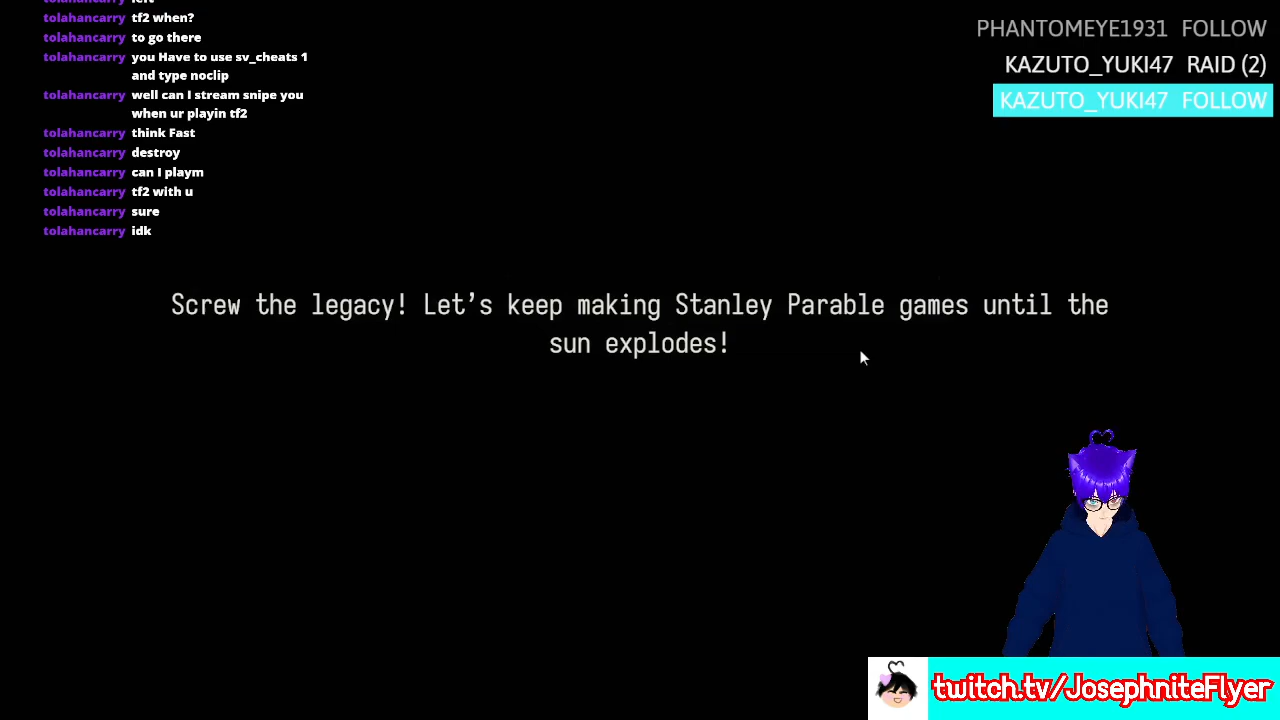 left
tolahancarry tf2 when?
tolahancarry to go there
tolahancarry you Have to use sv_cheats 1
and type noclip
tolahancarry well can I stream snipe you
when ur playin tf2
tolahancarry think Fast
tolahancarry destroy
tolahancarry can I playm
tolahancarry tf2 with u
tolahancarry sure
tolahancarry idk
PHANTOMEYE1931 FOLLOW
KAZUTO_YUKI47 RAID (2)
KAZUTO_YUKI47 FOLLOW
Screw the legacy! Let's keep making Stanley Parable games until the
sun explodes!
twitch.tv/JosephniteFlyer